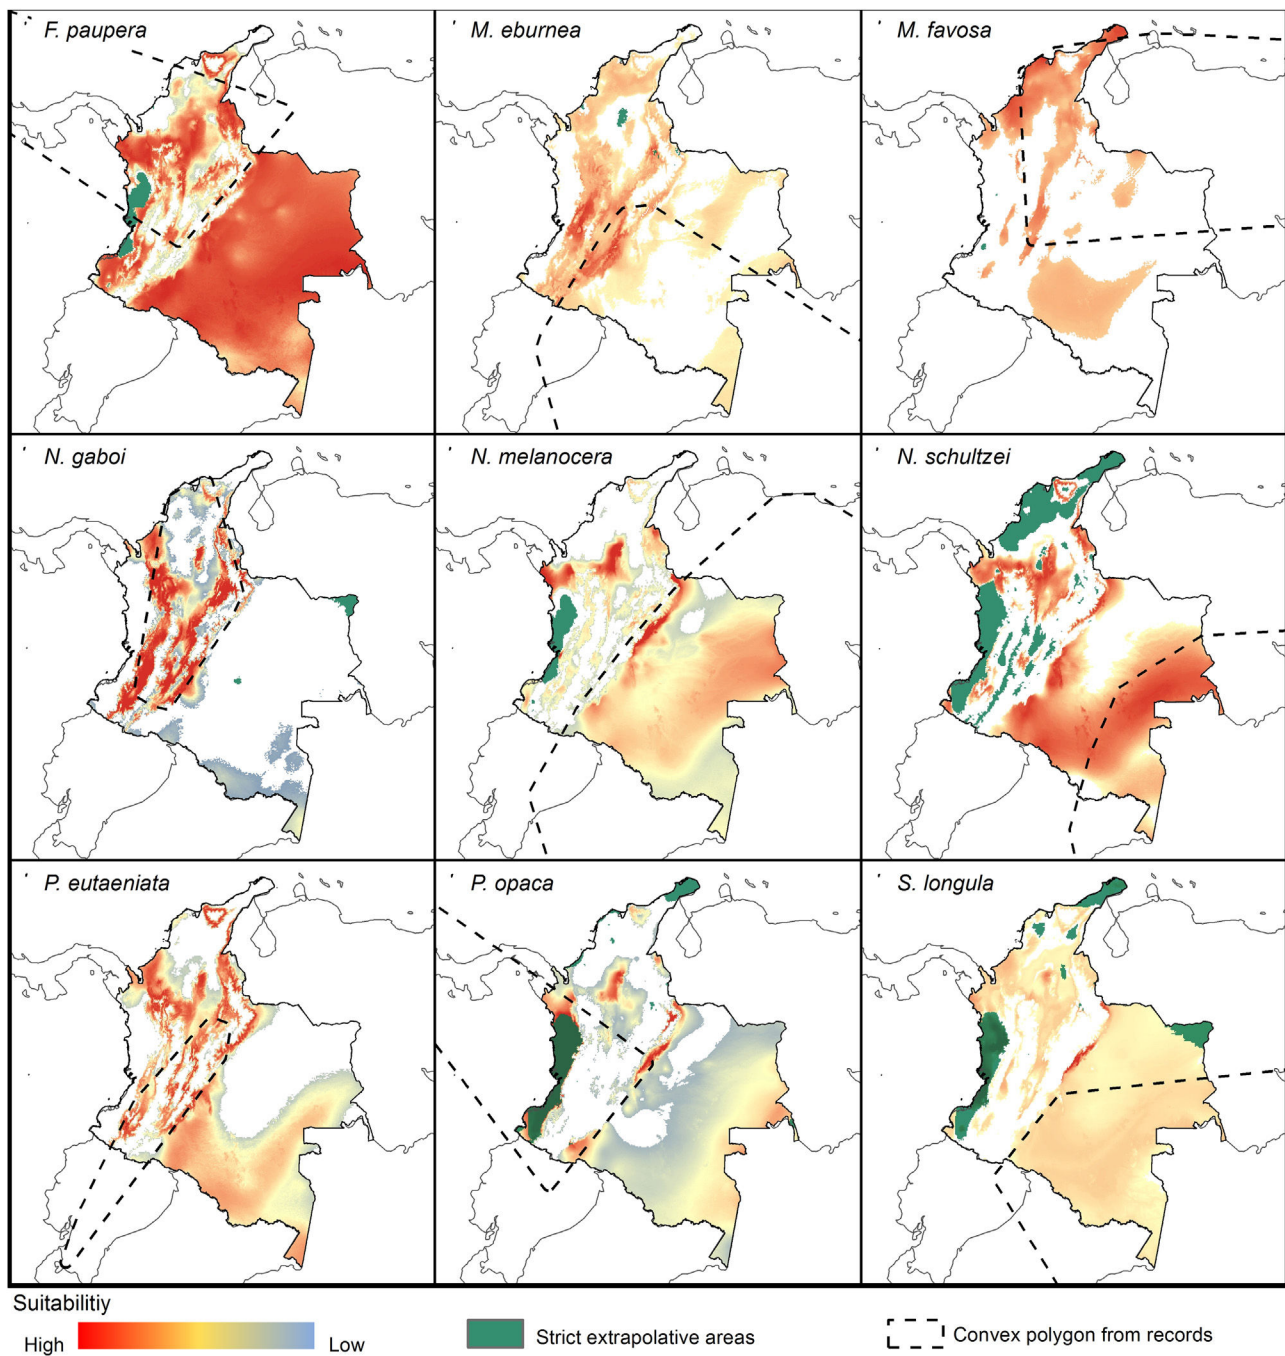 F. paupera
M. eburnea
M. favosa
N. gaboi
N. melanocera
N. schultzei
P. eutaeniata
P. opaca
S. longula
Suitabilitiy
High
Low
Strict extrapolative areas
Convex polygon from records